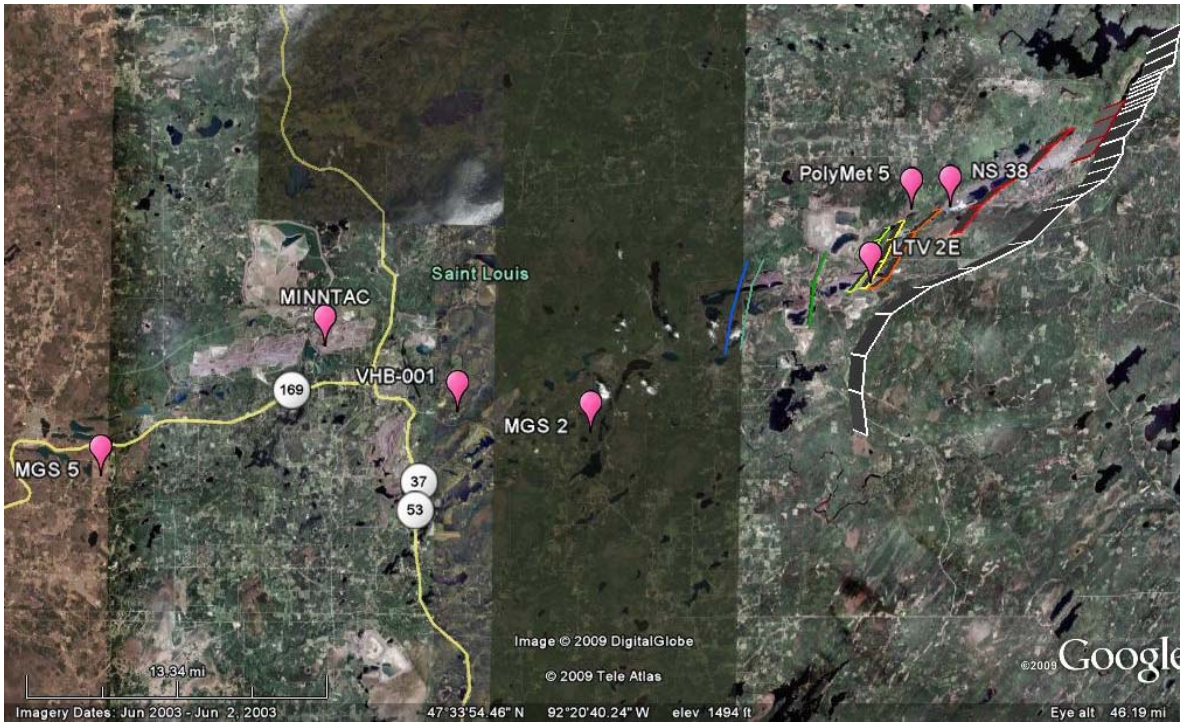 PolyMet 5
NS 38
LTV 2E
Saint Louis
MINNTAC
VHB-001
169
MGS 2
MGS 5
37
53
Image © 2009 DigitalGlobe
© 2009 Tele Atlas
©2009 Google
13.34 mi
Imagery Dates: Jun 2003 - Jun 2, 2003
47°33'54.46" N 92°20'40.24" W elev 1494 ft
Eye alt 46.19 mi